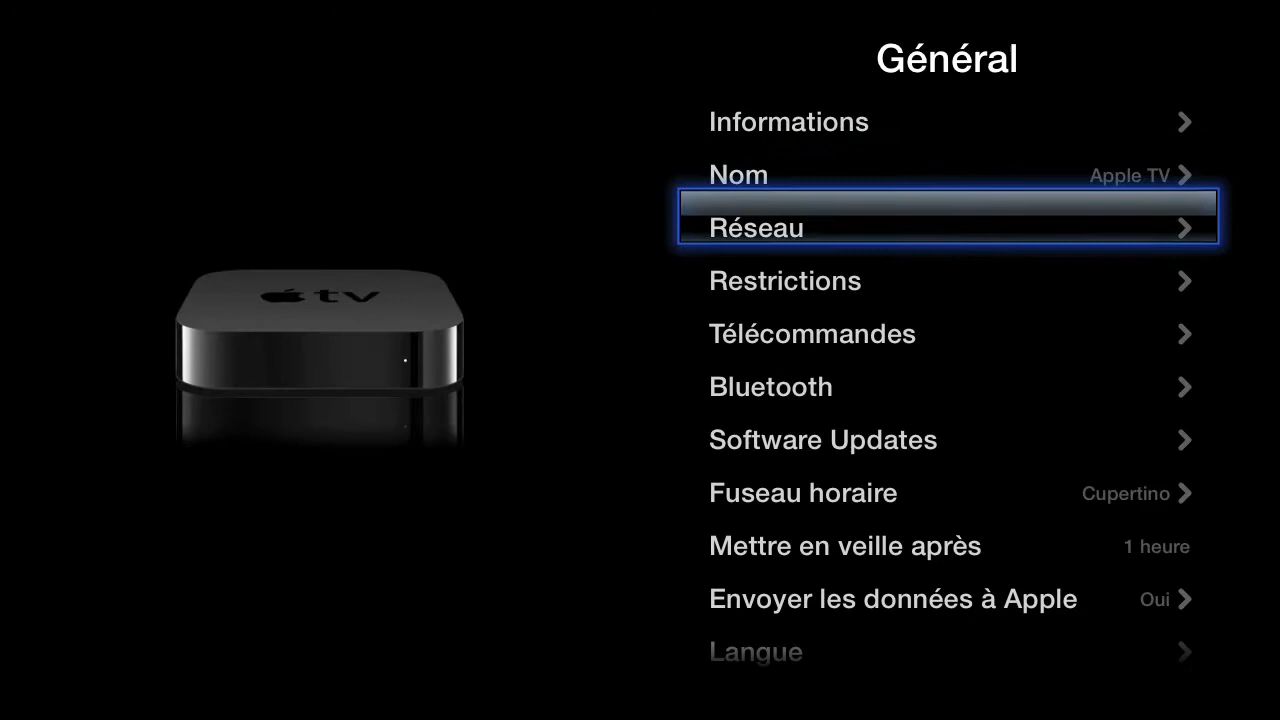 Général
Informations
Nom Apple TV
Réseau
Restrictions
Télécommandes
Bluetooth
Software Updates
Fuseau horaire Cupertino
Mettre en veille après 1 heure
Envoyer les données à Apple Oui
Langue
tv